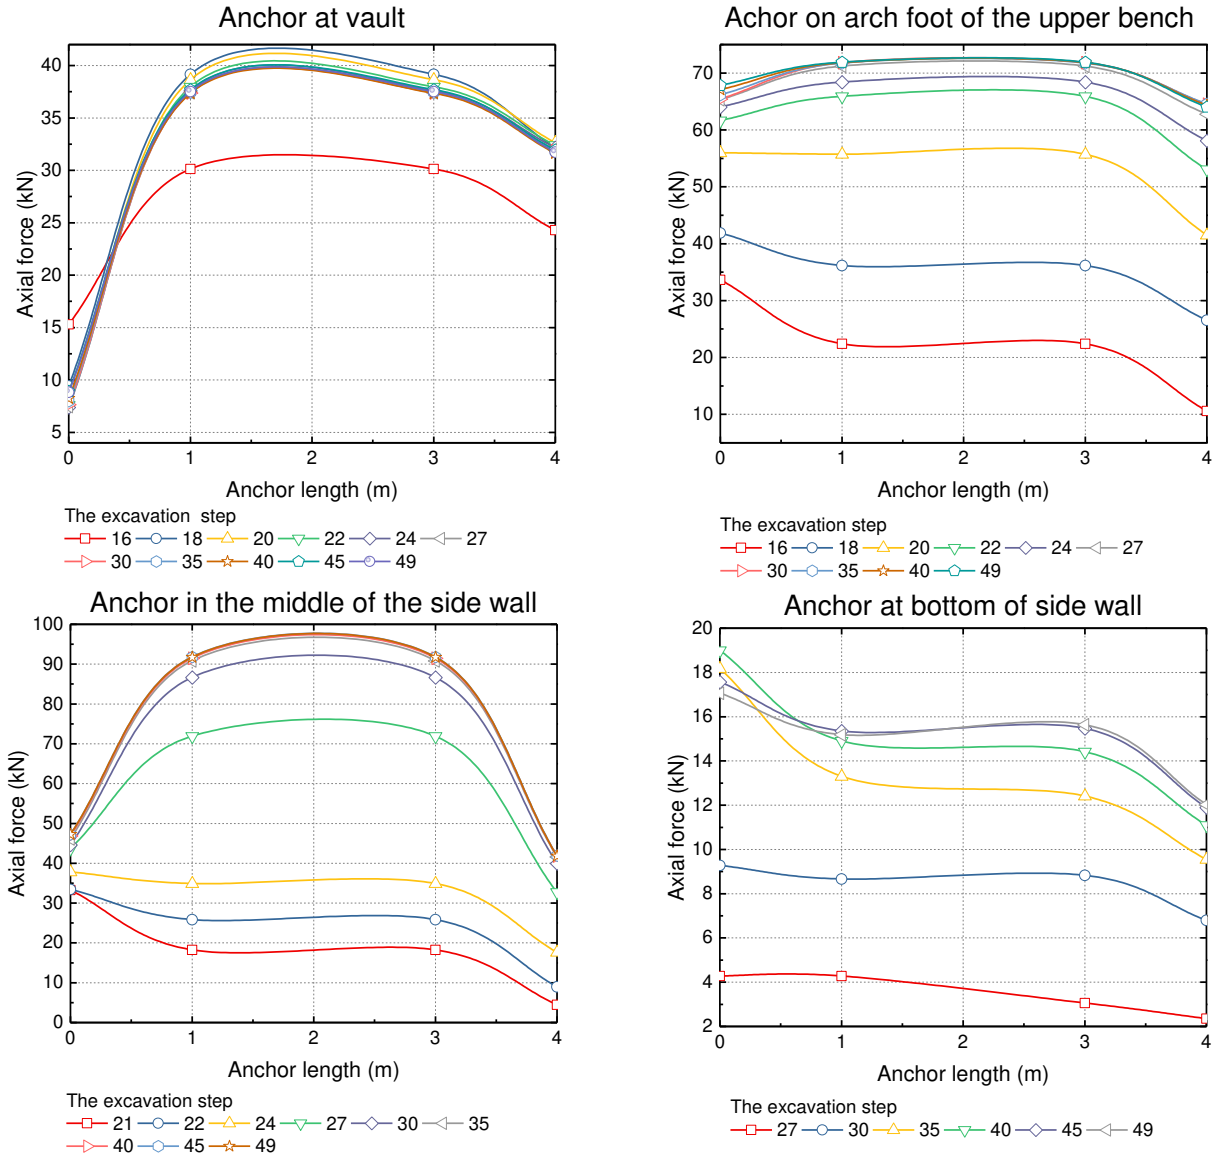 Anchor at vault
40
35
30
25
20
15
10
5
0 1 2 3 4
Axial force (kN)
Anchor length (m)
The excavation step
16 18 20 22 24 27
30 35 40 45 49
Achor on arch foot of the upper bench
70
60
50
40
30
20
10
0 1 2 3 4
Axial force (kN)
Anchor length (m)
The excavation step
16 18 20 22 24 27
30 35 40 49
Anchor in the middle of the side wall
100
90
80
70
60
50
40
30
20
10
0
0 1 2 3 4
Axial force (kN)
Anchor length (m)
The excavation step
21 22 24 27 30 35
40 45 49
Anchor at bottom of side wall
20
18
16
14
12
10
8
6
4
2
0 1 2 3 4
Axial force (kN)
Anchor length (m)
The excavation step
27 30 35 40 45 49